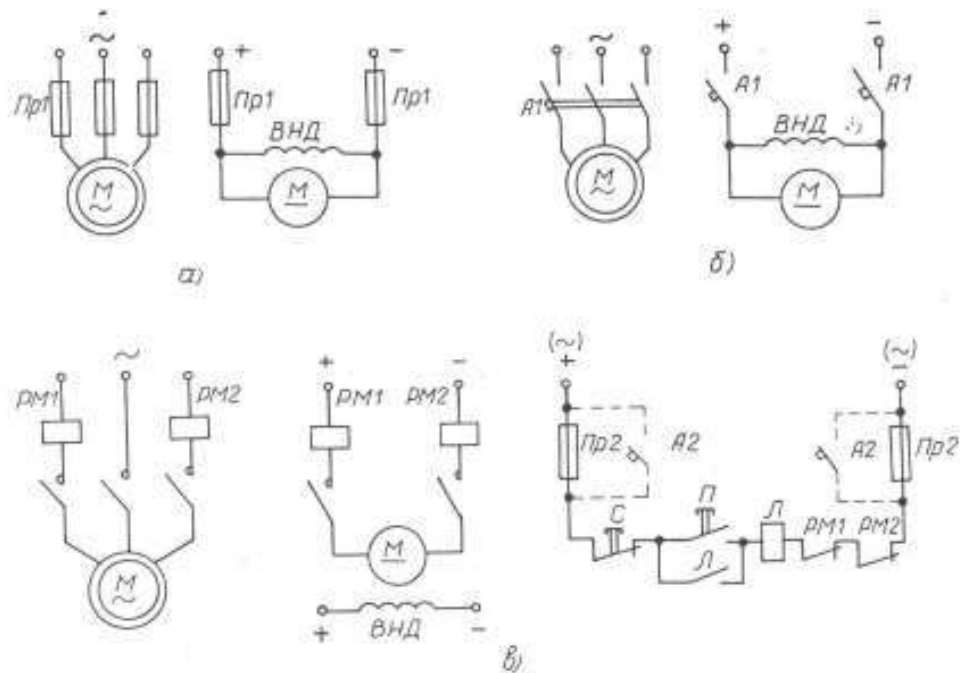 ~ + − ~ + −
Пр1 Пр1 Пр1 А1 А1 А1
ВНД ВНД
М ~ М М ~ М
а) б)
~ + − (~) + (~) −
РМ1 РМ2 РМ1 РМ2 Пр2 А2 А2 Пр2
С П Л РМ1 РМ2
Л
М ~ М
+ ВНД −
в)